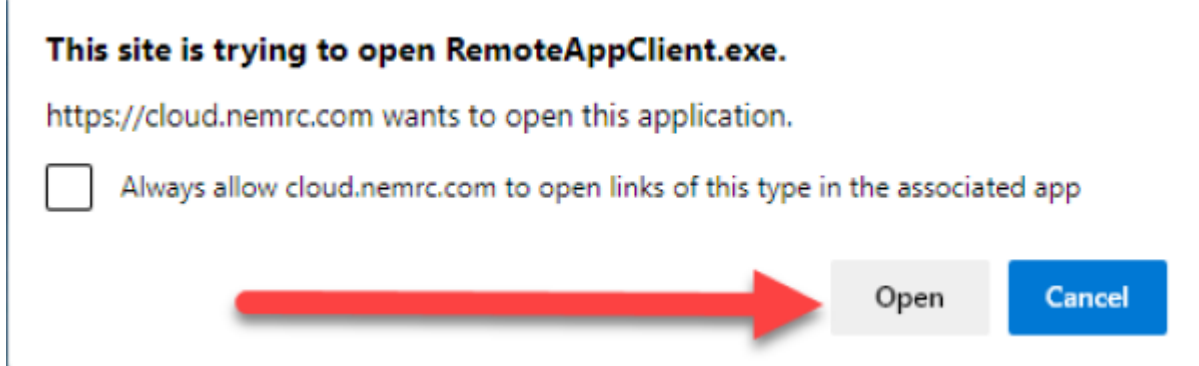 This site is trying to open RemoteAppClient.exe.
https://cloud.nemrc.com wants to open this application.
Always allow cloud.nemrc.com to open links of this type in the associated app
Open Cancel